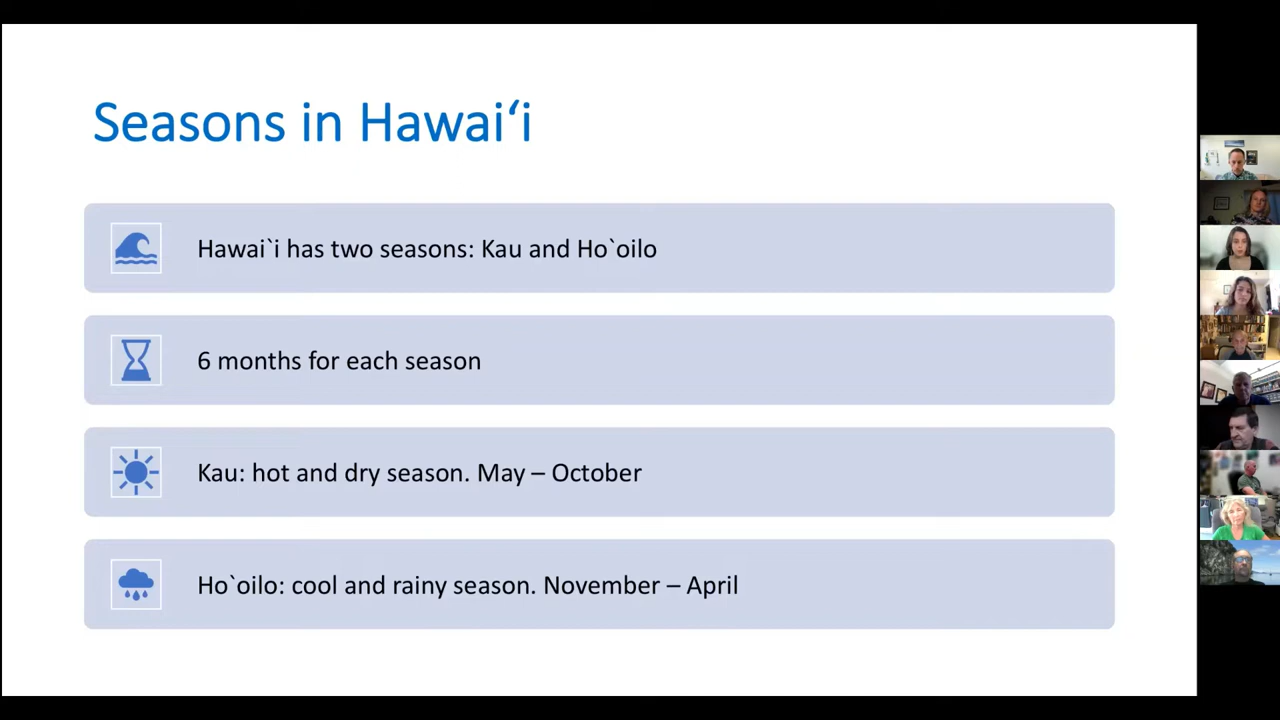 Seasons in Hawaiʻi
Hawai`i has two seasons: Kau and Ho`oilo
6 months for each season
Kau: hot and dry season. May – October
Ho`oilo: cool and rainy season. November – April